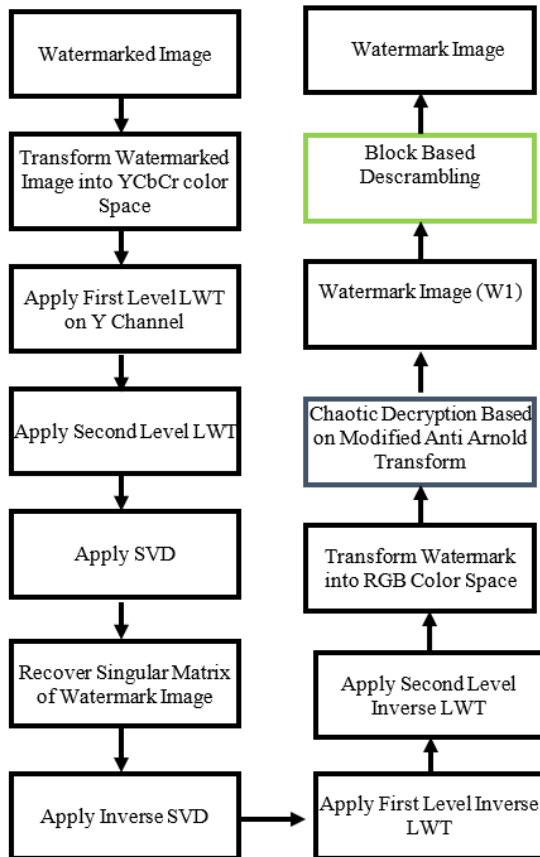 Watermarked Image
Transform Watermarked
Image into YCbCr color
Space
Apply First Level LWT
on Y Channel
Apply Second Level LWT
Apply SVD
Recover Singular Matrix
of Watermark Image
Apply Inverse SVD
Apply First Level Inverse
LWT
Apply Second Level
Inverse LWT
Transform Watermark
into RGB Color Space
Chaotic Decryption Based
on Modified Anti Arnold
Transform
Watermark Image (W1)
Block Based
Descrambling
Watermark Image